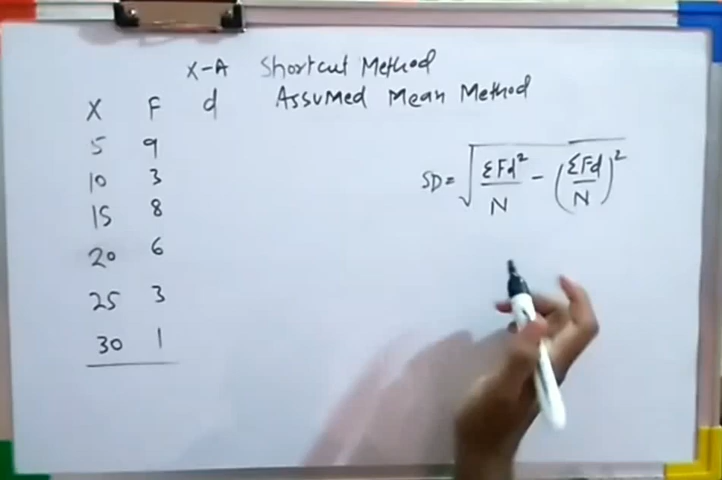 X-A Shortcut Method
X F d Assumed Mean Method
5 9
10 3
15 8
20 6
25 3
30 1
SD = √(ΣFd²/N - (ΣFd/N)²)